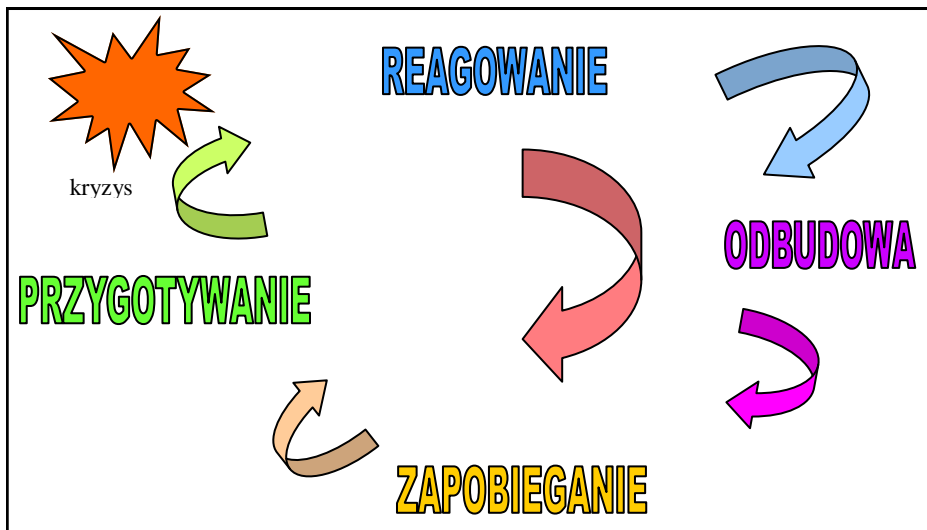 REAGOWANIE
kryzys
ODBUDOWA
PRZYGOTYWANIE
ZAPOBIEGANIE